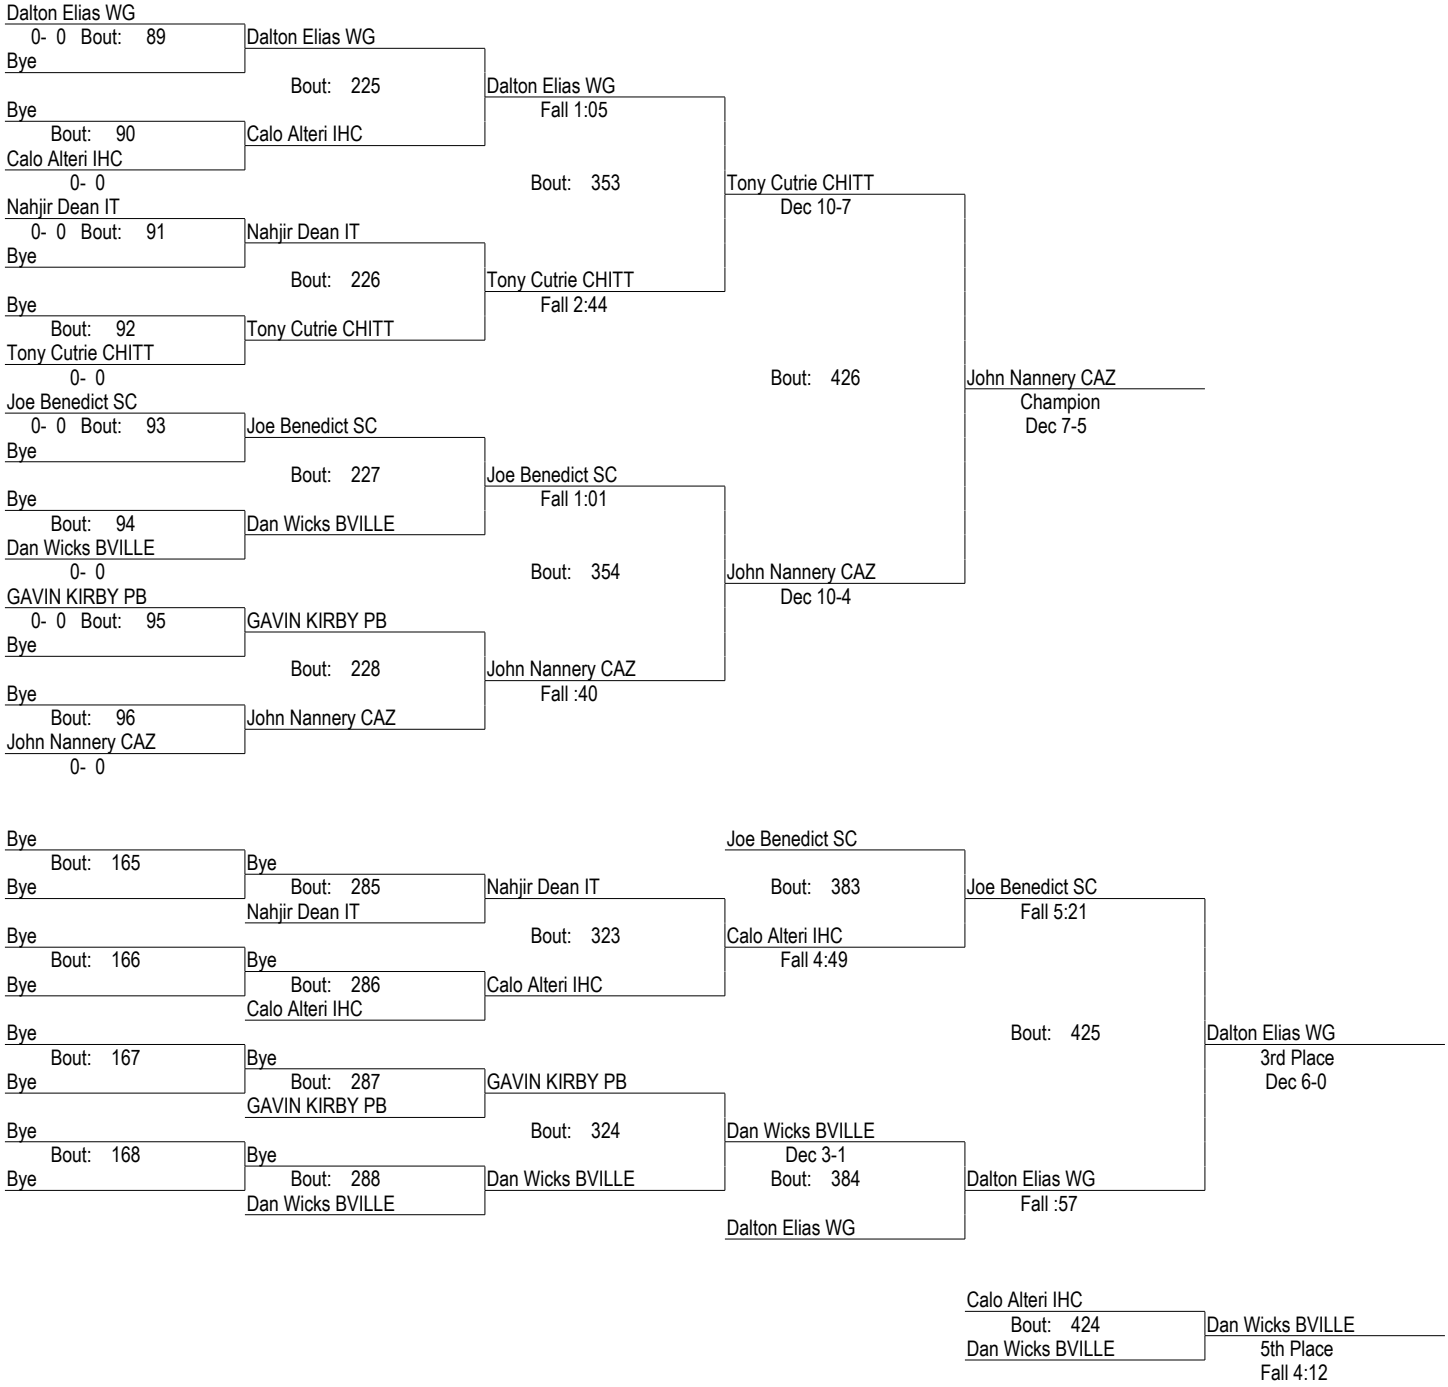 Dalton Elias WG
0- 0 Bout: 89
Dalton Elias WG
Bye
Bout: 225
Dalton Elias WG
Bye
Fall 1:05
Bout: 90
Calo Alteri IHC
Calo Alteri IHC
0- 0
Bout: 353
Tony Cutrie CHITT
Nahjir Dean IT
Dec 10-7
0- 0 Bout: 91
Nahjir Dean IT
Bye
Bout: 226
Tony Cutrie CHITT
Bye
Fall 2:44
Bout: 92
Tony Cutrie CHITT
Tony Cutrie CHITT
0- 0
Bout: 426
John Nannery CAZ
Joe Benedict SC
Champion
0- 0 Bout: 93
Joe Benedict SC
Dec 7-5
Bye
Bout: 227
Joe Benedict SC
Bye
Fall 1:01
Bout: 94
Dan Wicks BVILLE
Dan Wicks BVILLE
0- 0
Bout: 354
John Nannery CAZ
GAVIN KIRBY PB
Dec 10-4
0- 0 Bout: 95
GAVIN KIRBY PB
Bye
Bout: 228
John Nannery CAZ
Bye
Fall :40
Bout: 96
John Nannery CAZ
John Nannery CAZ
0- 0
Bye
Joe Benedict SC
Bout: 165
Bye
Bye
Bout: 285
Nahjir Dean IT
Bout: 383
Joe Benedict SC
Nahjir Dean IT
Fall 5:21
Bye
Bout: 323
Calo Alteri IHC
Bout: 166
Bye
Fall 4:49
Bye
Bout: 286
Calo Alteri IHC
Calo Alteri IHC
Bye
Bout: 425
Dalton Elias WG
Bout: 167
Bye
3rd Place
Bye
Bout: 287
GAVIN KIRBY PB
Dec 6-0
GAVIN KIRBY PB
Bye
Bout: 324
Dan Wicks BVILLE
Bout: 168
Bye
Dec 3-1
Bye
Bout: 288
Dan Wicks BVILLE
Bout: 384
Dalton Elias WG
Dan Wicks BVILLE
Fall :57
Dalton Elias WG
Calo Alteri IHC
Bout: 424
Dan Wicks BVILLE
Dan Wicks BVILLE
5th Place
Fall 4:12